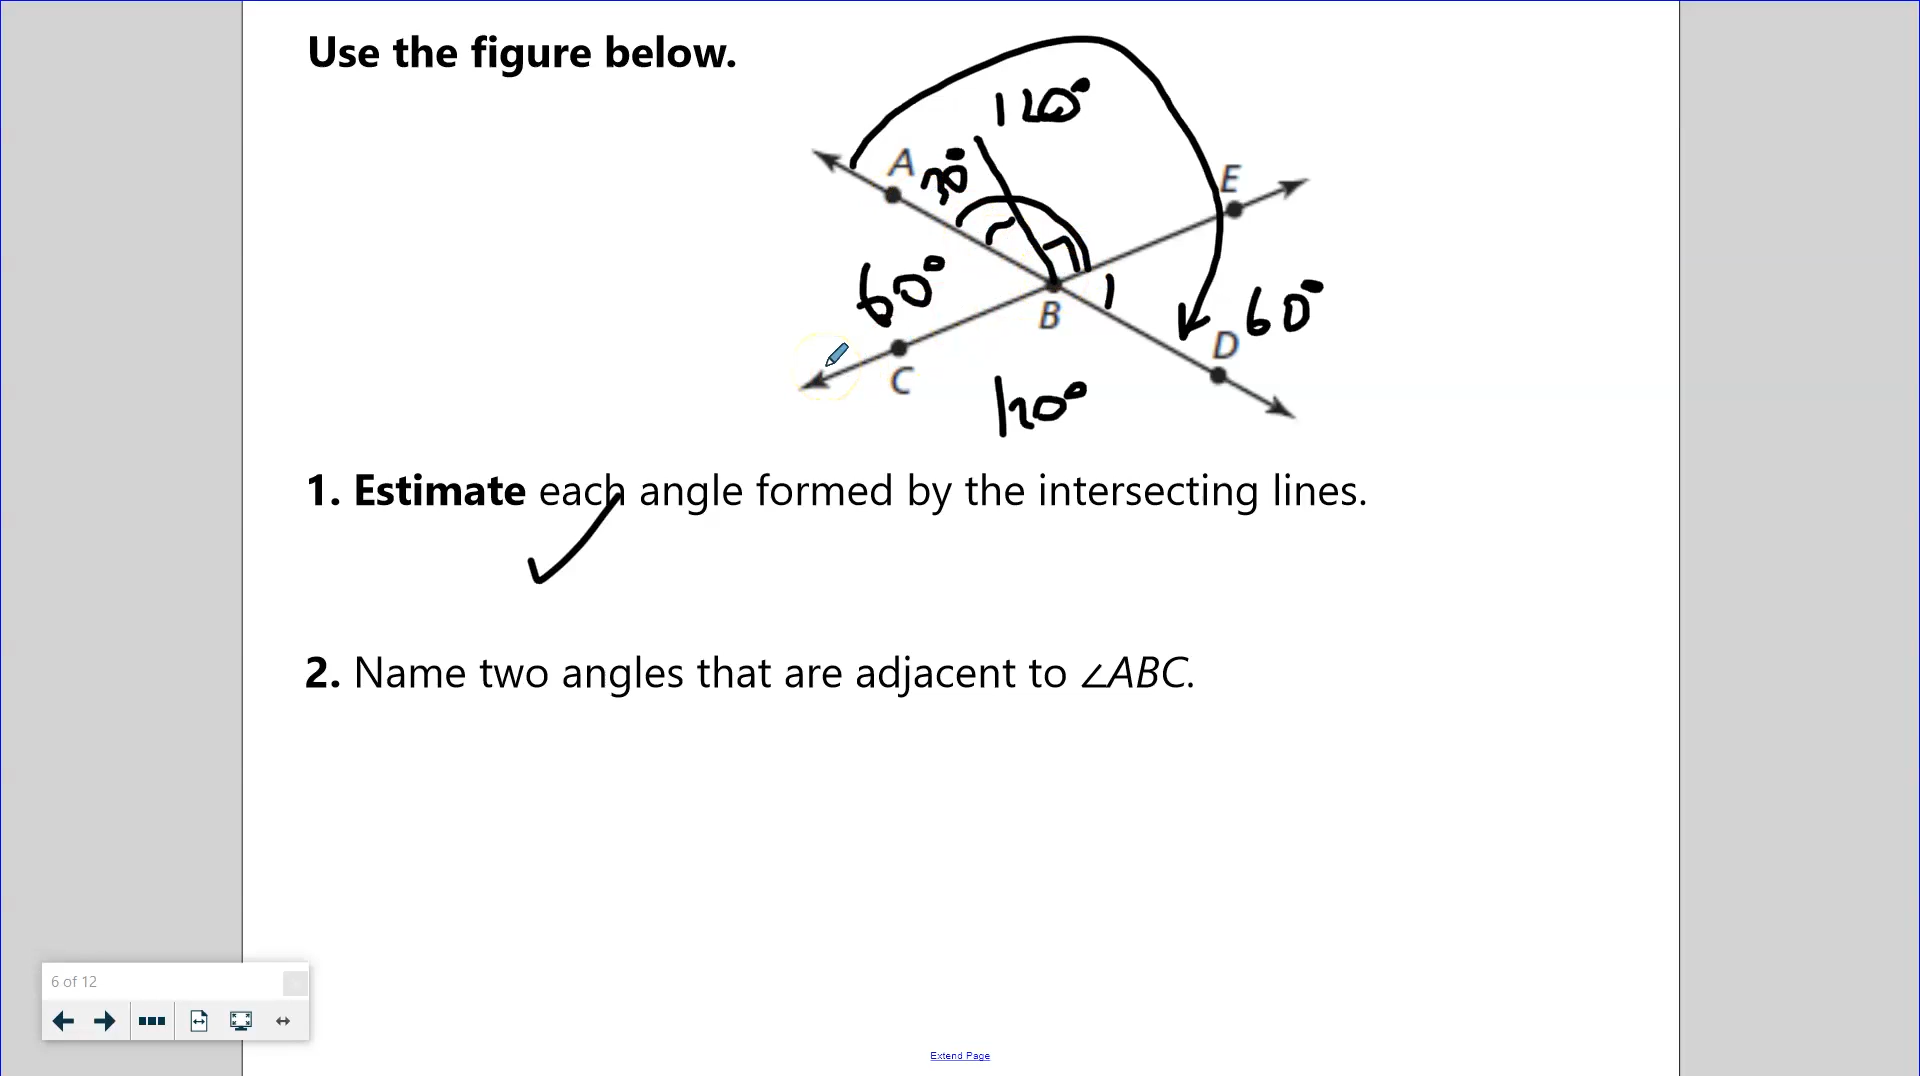 Use the figure below.
120°
A
30°
E
60°
B
60°
D
C
120°
1. Estimate each angle formed by the intersecting lines.
2. Name two angles that are adjacent to ∠ABC.
6 of 12
Extend Page